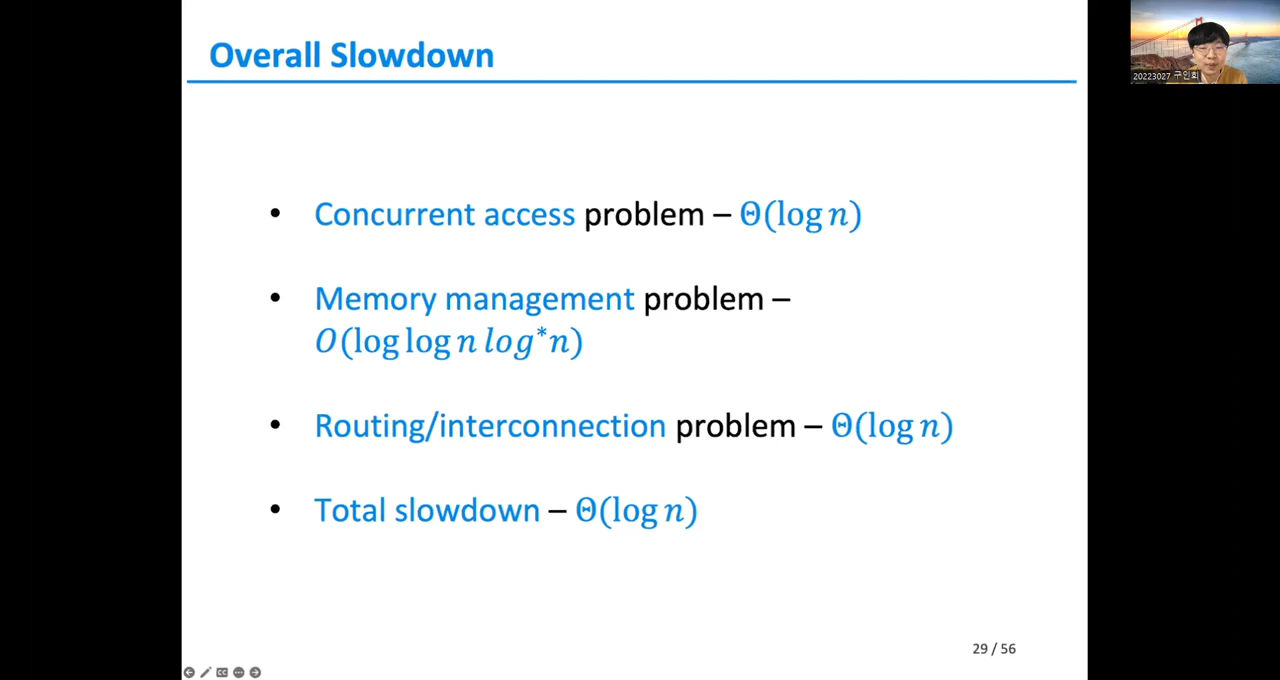 Overall Slowdown
20223027 구인회
• Concurrent access problem – Θ(log n)
• Memory management problem –
O(log log n log*n)
• Routing/interconnection problem – Θ(log n)
• Total slowdown – Θ(log n)
29 / 56